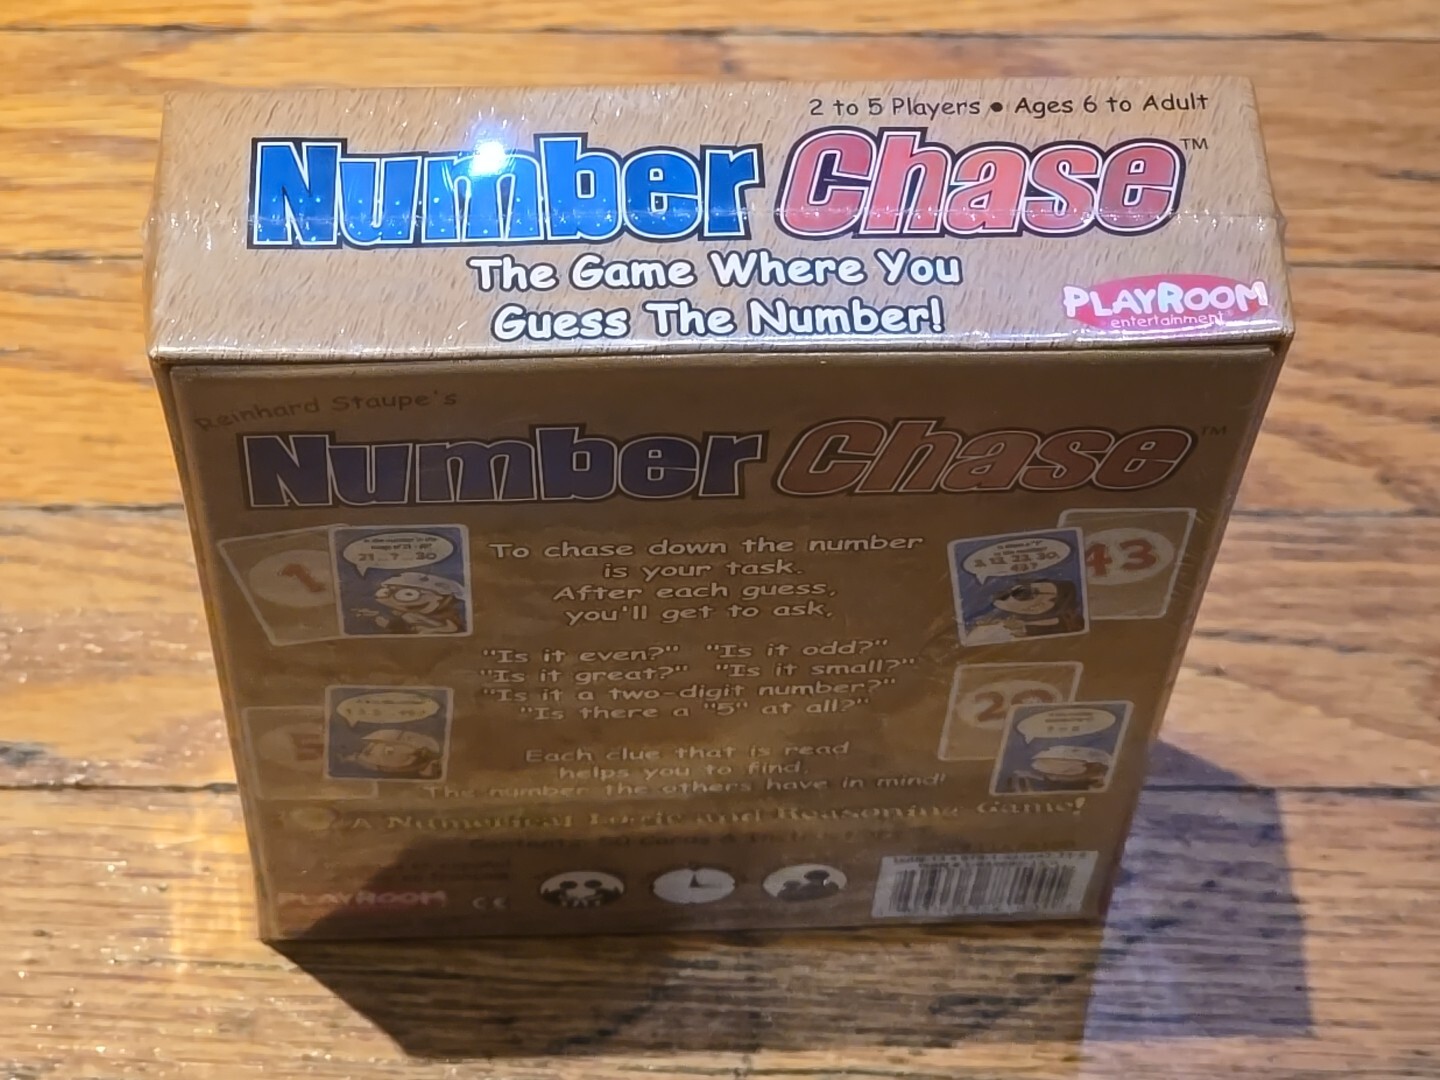 2 to 5 Players • Ages 6 to Adult
Number Chase™
The Game Where You
Guess The Number!
PLAYROOM
entertainment
Reinhard Staupe's
Number Chase™
To chase down the number
is your task.
After each guess,
you'll get to ask,
"Is it even?" "Is it odd?"
"Is it great?" "Is it small?"
"Is it a two-digit number?"
"Is there a "5" at all?"
Each clue that is read
helps you to find,
The number the others have in mind!
A Numerical Logic and Reasoning Game!
1
43
5
PLAYROOM
CE